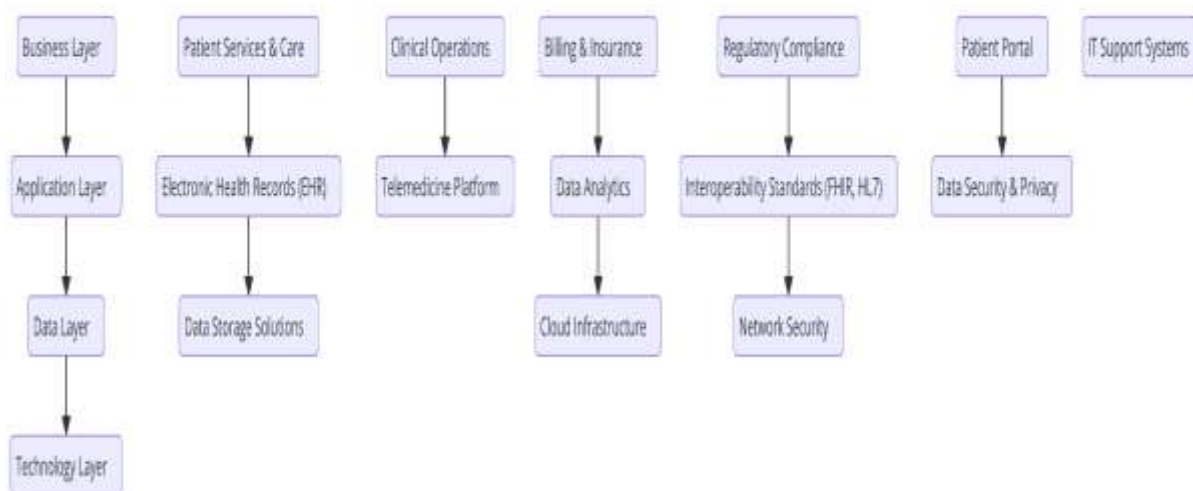 Business Layer
Patient Services & Care
Clinical Operations
Billing & Insurance
Regulatory Compliance
Patient Portal
IT Support Systems
Application Layer
Electronic Health Records (EHR)
Telemedicine Platform
Data Analytics
Interoperability Standards (FHIR, HL7)
Data Security & Privacy
Data Layer
Data Storage Solutions
Cloud Infrastructure
Network Security
Technology Layer